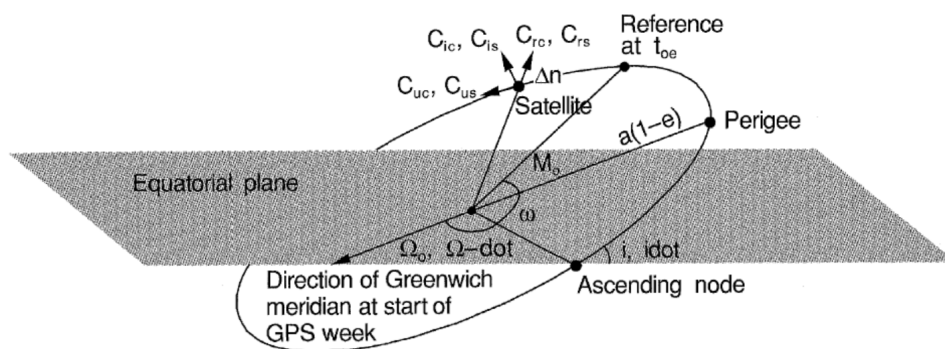 Reference
at t_oe
C_ic, C_is
C_rc, C_rs
C_uc, C_us
Δn
Satellite
a(1−e)
Perigee
M_o
Equatorial plane
ω
Ω_o, Ω−dot
i, idot
Direction of Greenwich
meridian at start of
GPS week
Ascending node